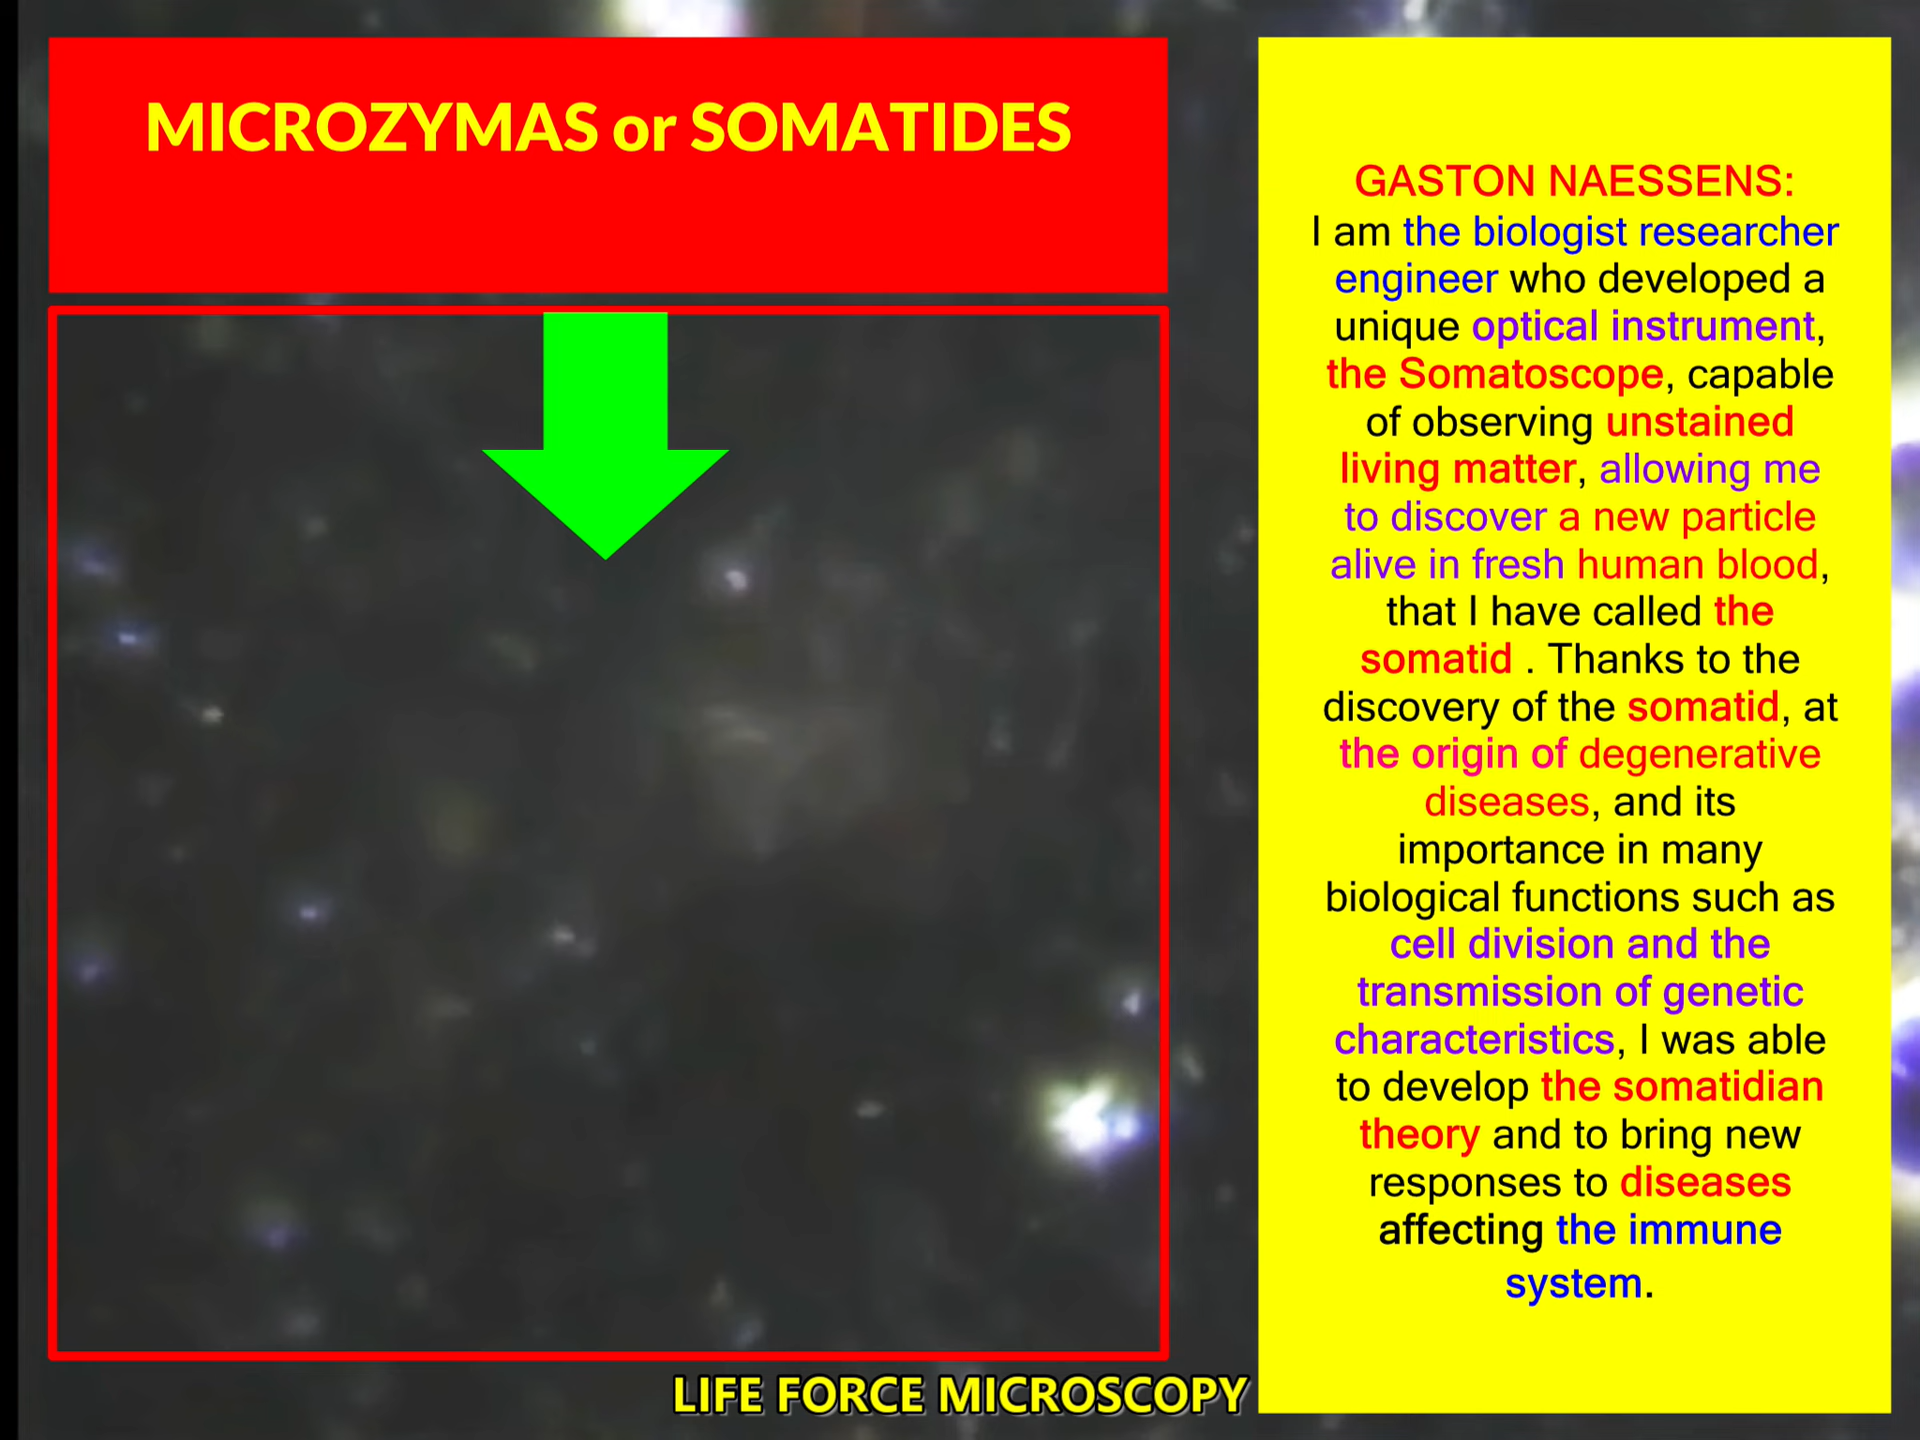 MICROZYMAS or SOMATIDES
GASTON NAESSENS:
I am the biologist researcher
engineer who developed a
unique optical instrument,
the Somatoscope, capable
of observing unstained
living matter, allowing me
to discover a new particle
alive in fresh human blood,
that I have called the
somatid . Thanks to the
discovery of the somatid, at
the origin of degenerative
diseases, and its
importance in many
biological functions such as
cell division and the
transmission of genetic
characteristics, I was able
to develop the somatidian
theory and to bring new
responses to diseases
affecting the immune
system.
LIFE FORCE MICROSCOPY